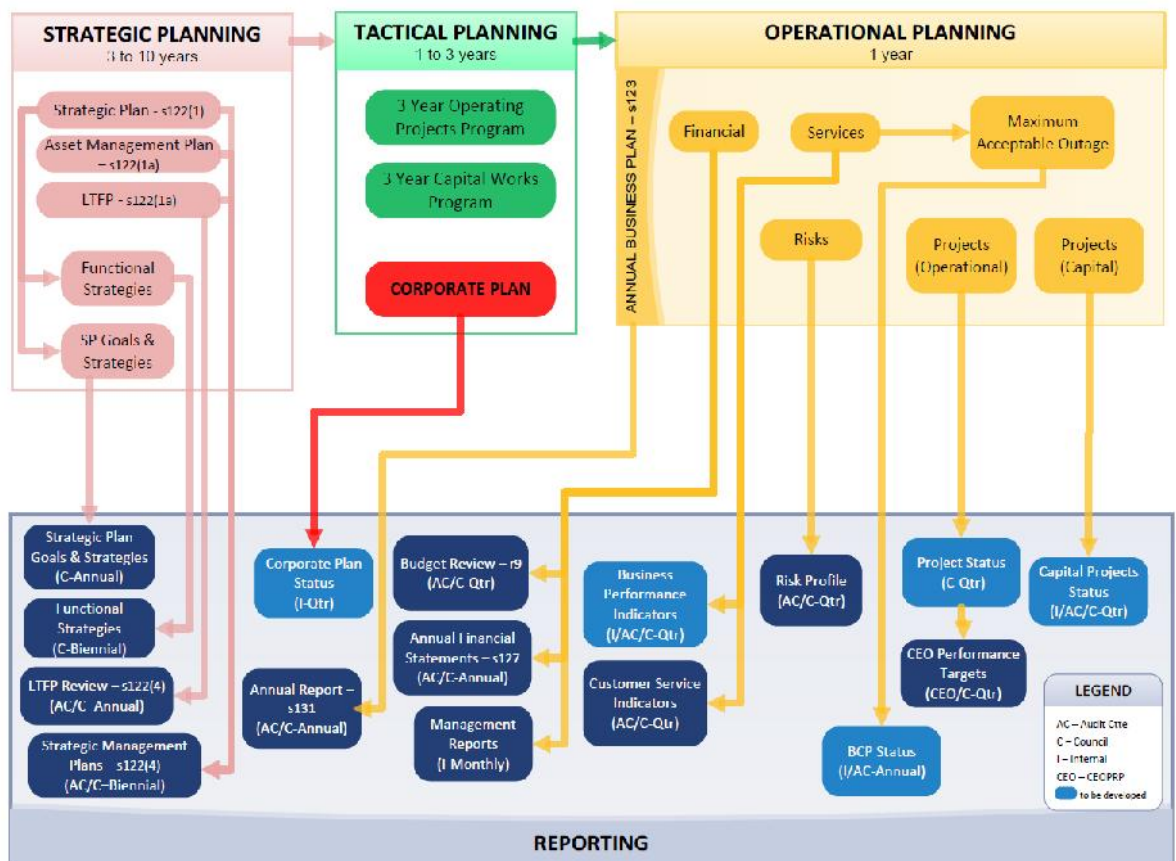 STRATEGIC PLANNING
3 to 10 years
TACTICAL PLANNING
1 to 3 years
OPERATIONAL PLANNING
1 year
Strategic Plan - s122(1)
Asset Management Plan
– s122(1a)
LTFP - s122(1a)
Functional
Strategies
SP Goals &
Strategies
3 Year Operating
Projects Program
3 Year Capital Works
Program
CORPORATE PLAN
ANNUAL BUSINESS PLAN – s123
Financial
Services
Maximum
Acceptable Outage
Risks
Projects
(Operational)
Projects
(Capital)
Strategic Plan
Goals & Strategies
(C-Annual)
Functional
Strategies
(C-Biennial)
LTFP Review – s122(4)
(AC/C Annual)
Strategic Management
Plans – s122(4)
(AC/C–Biennial)
Corporate Plan
Status
(I-Qtr)
Annual Report –
s131
(AC/C-Annual)
Budget Review – r9
(AC/C Qtr)
Annual Financial
Statements – s127
(AC/C-Annual)
Management
Reports
(I Monthly)
Business
Performance
Indicators
(I/AC/C-Qtr)
Customer Service
Indicators
(AC/C-Qtr)
Risk Profile
(AC/C-Qtr)
BCP Status
(I/AC-Annual)
Project Status
(C Qtr)
CEO Performance
Targets
(CEO/C-Qtr)
Capital Projects
Status
(I/AC/C-Qtr)
LEGEND
AC – Audit Ctte
C – Council
I – Internal
CEO – CEOPRP
to be developed
REPORTING